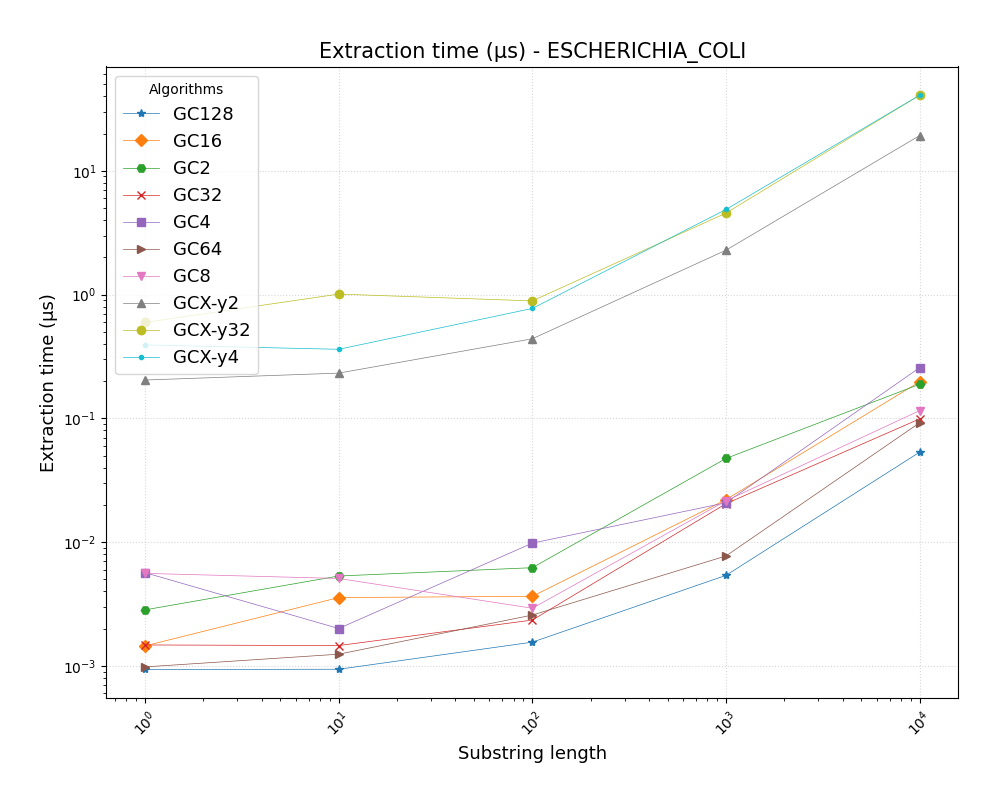 Extraction time (µs) - ESCHERICHIA_COLI
Algorithms
GC128
GC16
GC2
GC32
GC4
GC64
GC8
GCX-y2
GCX-y32
GCX-y4
Extraction time (µs)
10¹
10⁰
10⁻¹
10⁻²
10⁻³
10⁰ 10¹ 10² 10³ 10⁴
Substring length